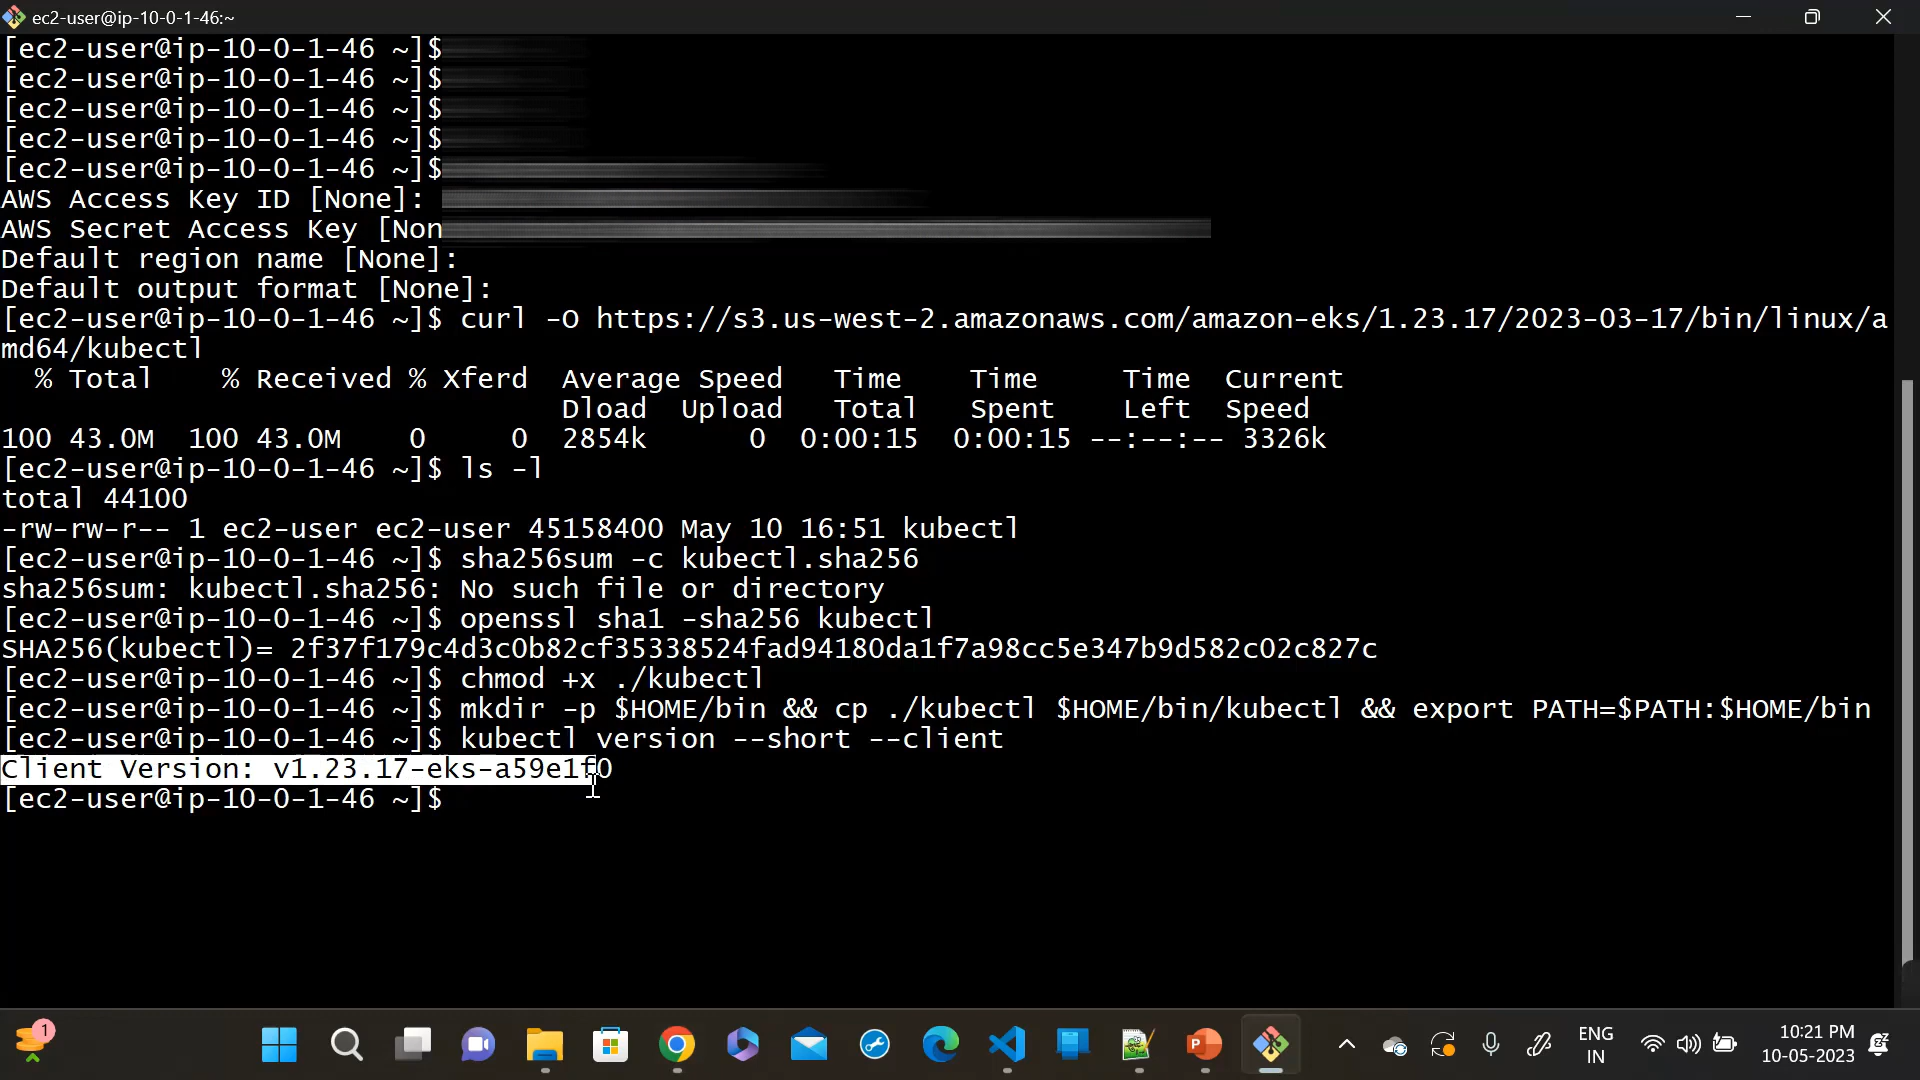 ec2-user@ip-10-0-1-46:~
[ec2-user@ip-10-0-1-46 ~]$
[ec2-user@ip-10-0-1-46 ~]$
[ec2-user@ip-10-0-1-46 ~]$
[ec2-user@ip-10-0-1-46 ~]$
[ec2-user@ip-10-0-1-46 ~]$
AWS Access Key ID [None]:
AWS Secret Access Key [Non
Default region name [None]:
Default output format [None]:
[ec2-user@ip-10-0-1-46 ~]$ curl -O https://s3.us-west-2.amazonaws.com/amazon-eks/1.23.17/2023-03-17/bin/linux/a
md64/kubectl
% Total % Received % Xferd Average Speed Time Time Time Current
Dload Upload Total Spent Left Speed
100 43.0M 100 43.0M 0 0 2854k 0 0:00:15 0:00:15 --:--:-- 3326k
[ec2-user@ip-10-0-1-46 ~]$ ls -l
total 44100
-rw-rw-r-- 1 ec2-user ec2-user 45158400 May 10 16:51 kubectl
[ec2-user@ip-10-0-1-46 ~]$ sha256sum -c kubectl.sha256
sha256sum: kubectl.sha256: No such file or directory
[ec2-user@ip-10-0-1-46 ~]$ openssl sha1 -sha256 kubectl
SHA256(kubectl)= 2f37f179c4d3c0b82cf35338524fad94180da1f7a98cc5e347b9d582c02c827c
[ec2-user@ip-10-0-1-46 ~]$ chmod +x ./kubectl
[ec2-user@ip-10-0-1-46 ~]$ mkdir -p $HOME/bin && cp ./kubectl $HOME/bin/kubectl && export PATH=$PATH:$HOME/bin
[ec2-user@ip-10-0-1-46 ~]$ kubectl version --short --client
Client Version: v1.23.17-eks-a59e1f0
[ec2-user@ip-10-0-1-46 ~]$
1
ENG
IN
10:21 PM
10-05-2023